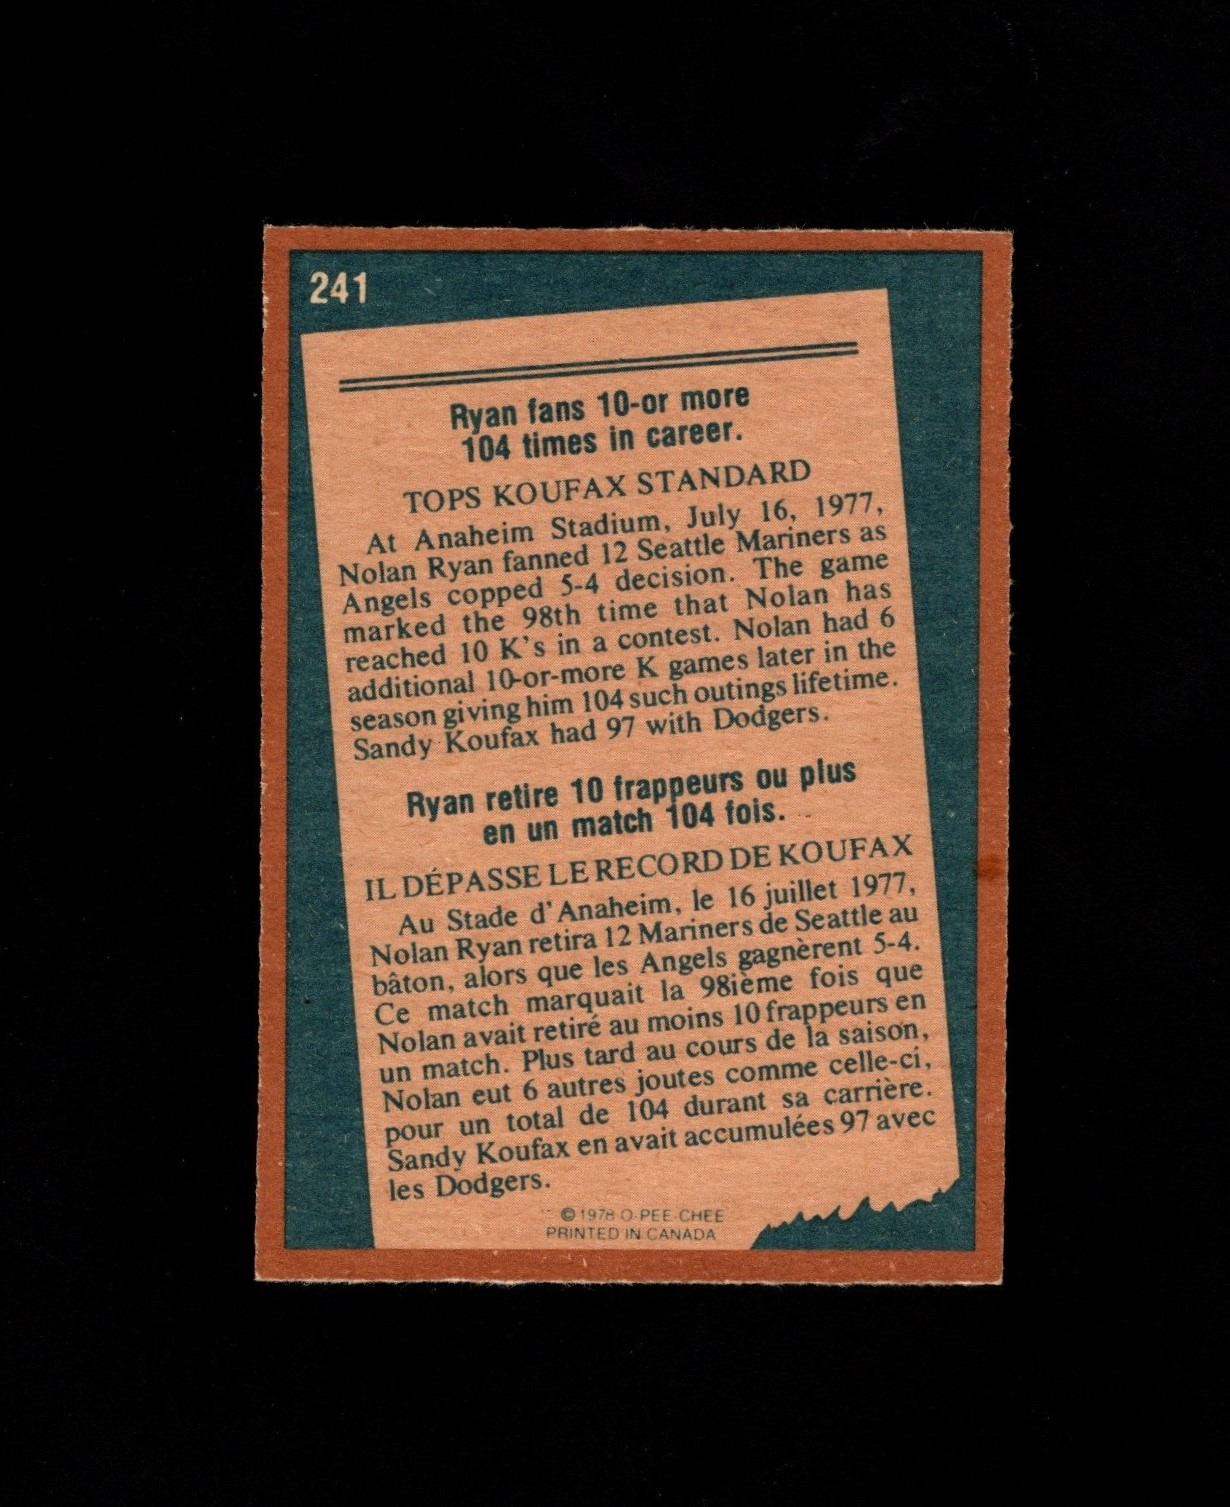 241
Ryan fans 10-or more
104 times in career.
TOPS KOUFAX STANDARD
At Anaheim Stadium, July 16, 1977,
Nolan Ryan fanned 12 Seattle Mariners as
Angels copped 5-4 decision. The game
marked the 98th time that Nolan has
reached 10 K's in a contest. Nolan had 6
additional 10-or-more K games later in the
season giving him 104 such outings lifetime.
Sandy Koufax had 97 with Dodgers.
Ryan retire 10 frappeurs ou plus
en un match 104 fois.
IL DÉPASSE LE RECORD DE KOUFAX
Au Stade d'Anaheim, le 16 juillet 1977,
Nolan Ryan retira 12 Mariners de Seattle au
bâton, alors que les Angels gagnèrent 5-4.
Ce match marquait la 98ième fois que
Nolan avait retiré au moins 10 frappeurs en
un match. Plus tard au cours de la saison,
Nolan eut 6 autres joutes comme celle-ci,
pour un total de 104 durant sa carrière.
Sandy Koufax en avait accumulées 97 avec
les Dodgers.
© 1978 O-PEE-CHEE
PRINTED IN CANADA